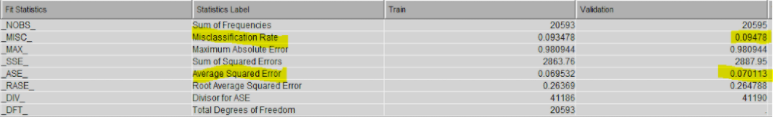 Fit Statistics Statistics Label Train Validation
_NOBS_ Sum of Frequencies 20593 20595
_MISC_ Misclassification Rate 0.093478 0.09478
_MAX_ Maximum Absolute Error 0.980944 0.980944
_SSE_ Sum of Squared Errors 2863.76 2887.95
_ASE_ Average Squared Error 0.069532 0.070113
_RASE_ Root Average Squared Error 0.26369 0.264788
_DIV_ Divisor for ASE 41186 41190
_DFT_ Total Degrees of Freedom 20593 .